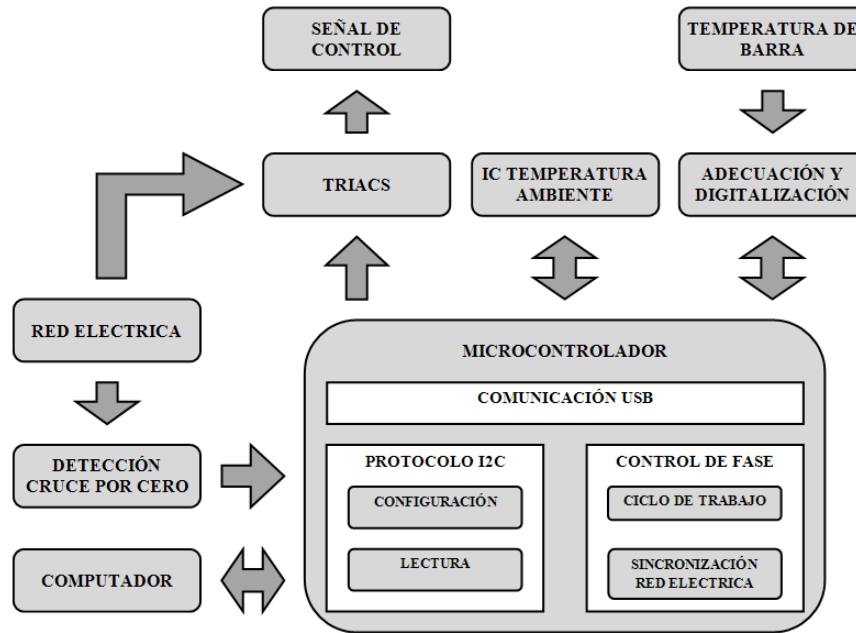 SEÑAL DE
CONTROL
TEMPERATURA DE
BARRA
TRIACS
IC TEMPERATURA
AMBIENTE
ADECUACIÓN Y
DIGITALIZACIÓN
RED ELECTRICA
MICROCONTROLADOR
COMUNICACIÓN USB
DETECCIÓN
CRUCE POR CERO
PROTOCOLO I2C
CONFIGURACIÓN
LECTURA
CONTROL DE FASE
CICLO DE TRABAJO
SINCRONIZACIÓN
RED ELECTRICA
COMPUTADOR